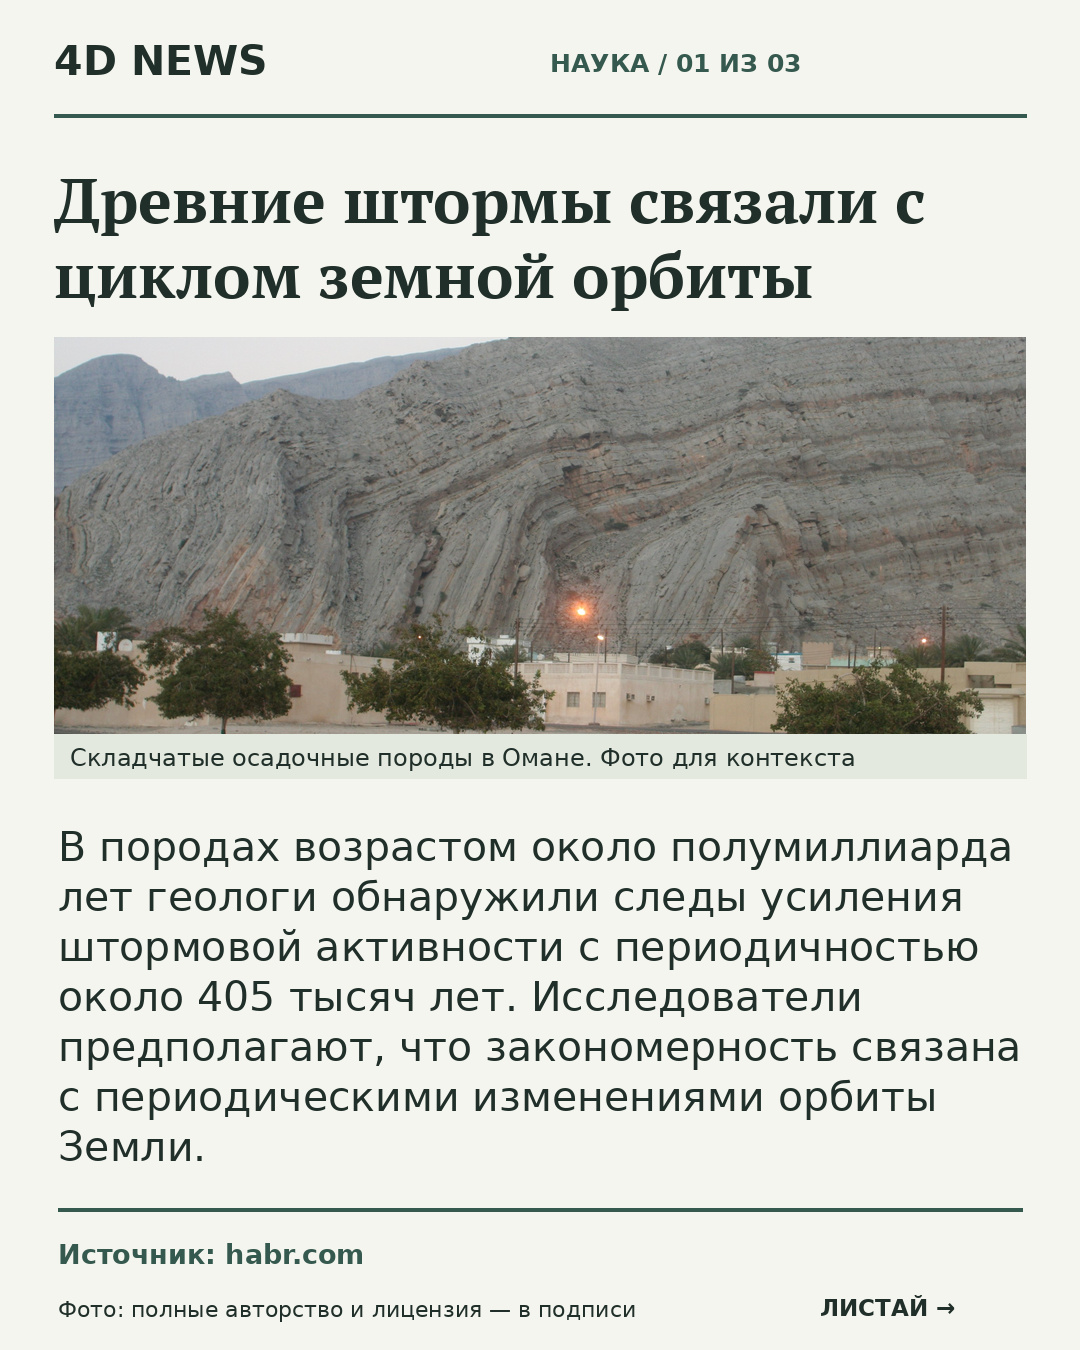 4D NEWS
НАУКА / 01 ИЗ 03
Древние штормы связали с
циклом земной орбиты
Складчатые осадочные породы в Омане. Фото для контекста
В породах возрастом около полумиллиарда
лет геологи обнаружили следы усиления
штормовой активности с периодичностью
около 405 тысяч лет. Исследователи
предполагают, что закономерность связана
с периодическими изменениями орбиты
Земли.
Источник: habr.com
Фото: полные авторство и лицензия — в подписи
ЛИСТАЙ →